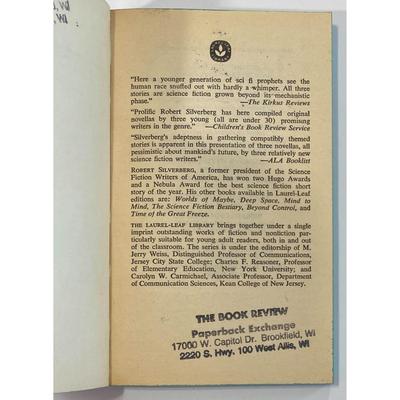 WI
, WI
"Here a younger generation of sci fi prophets see the
human race snuffed out with hardly a whimper. All three
stories are science fiction grown beyond its mechanistic
phase." —The Kirkus Reviews
"Prolific Robert Silverberg has here compiled original
novellas by three young (all are under 30) promising
writers in the genre." —Children's Book Review Service
"Silverberg's adeptness in gathering compatibly themed
stories is apparent in this presentation of three novellas, all
pessimistic about mankind's future, by three relatively new
science fiction writers." —ALA Booklist
ROBERT SILVERBERG, a former president of the Science
Fiction Writers of America, has won two Hugo Awards
and a Nebula Award for the best science fiction short
story of the year. His other books available in Laurel-Leaf
editions are: Worlds of Maybe, Deep Space, Mind to
Mind, The Science Fiction Bestiary, Beyond Control, and
Time of the Great Freeze.
THE LAUREL-LEAF LIBRARY brings together under a single
imprint outstanding works of fiction and nonfiction par-
ticularly suitable for young adult readers, both in and out
of the classroom. The series is under the editorship of M.
Jerry Weiss, Distinguished Professor of Communications,
Jersey City State College; Charles F. Reasoner, Professor
of Elementary Education, New York University; and
Carolyn W. Carmichael, Associate Professor, Department
of Communication Sciences, Kean College of New Jersey.
THE BOOK REVIEW
Paperback Exchange
17000 W. Capitol Dr. Brookfield, WI
2220 S. Hwy. 100 West Allis, WI